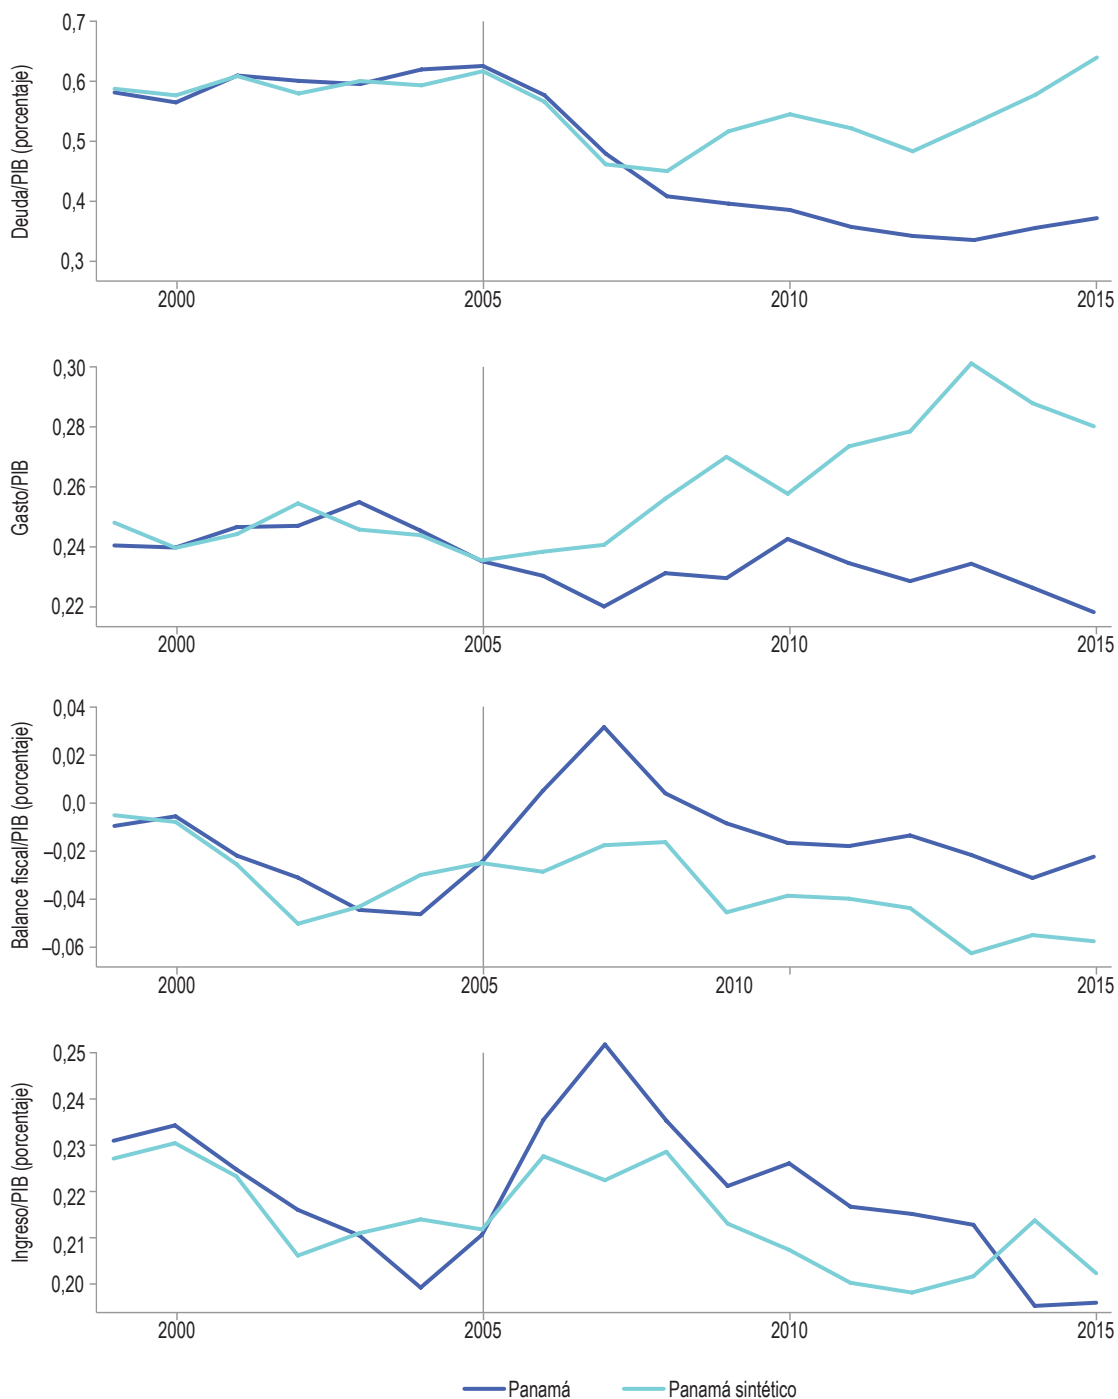 Deuda/PIB (porcentaje)
0,7
0,6
0,5
0,4
0,3
2000 2005 2010 2015
Gasto/PIB
0,30
0,28
0,26
0,24
0,22
2000 2005 2010 2015
Balance fiscal/PIB (porcentaje)
0,04
0,02
0,0
–0,02
–0,04
–0,06
2000 2005 2010 2015
Ingreso/PIB (porcentaje)
0,25
0,24
0,23
0,22
0,21
0,20
2000 2005 2010 2015
Panamá Panamá sintético